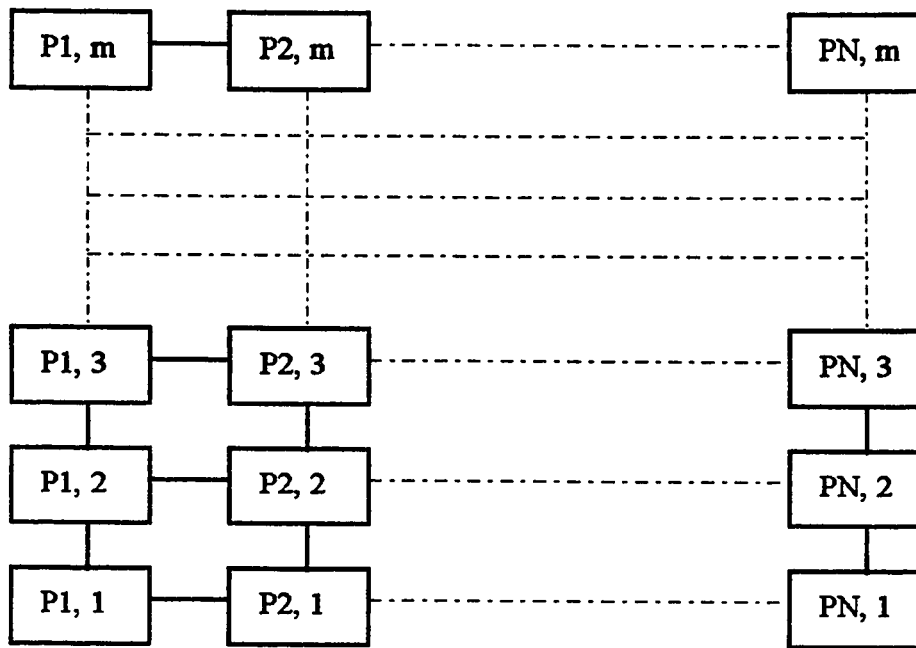 P1, m P2, m PN, m
P1, 3 P2, 3 PN, 3
P1, 2 P2, 2 PN, 2
P1, 1 P2, 1 PN, 1